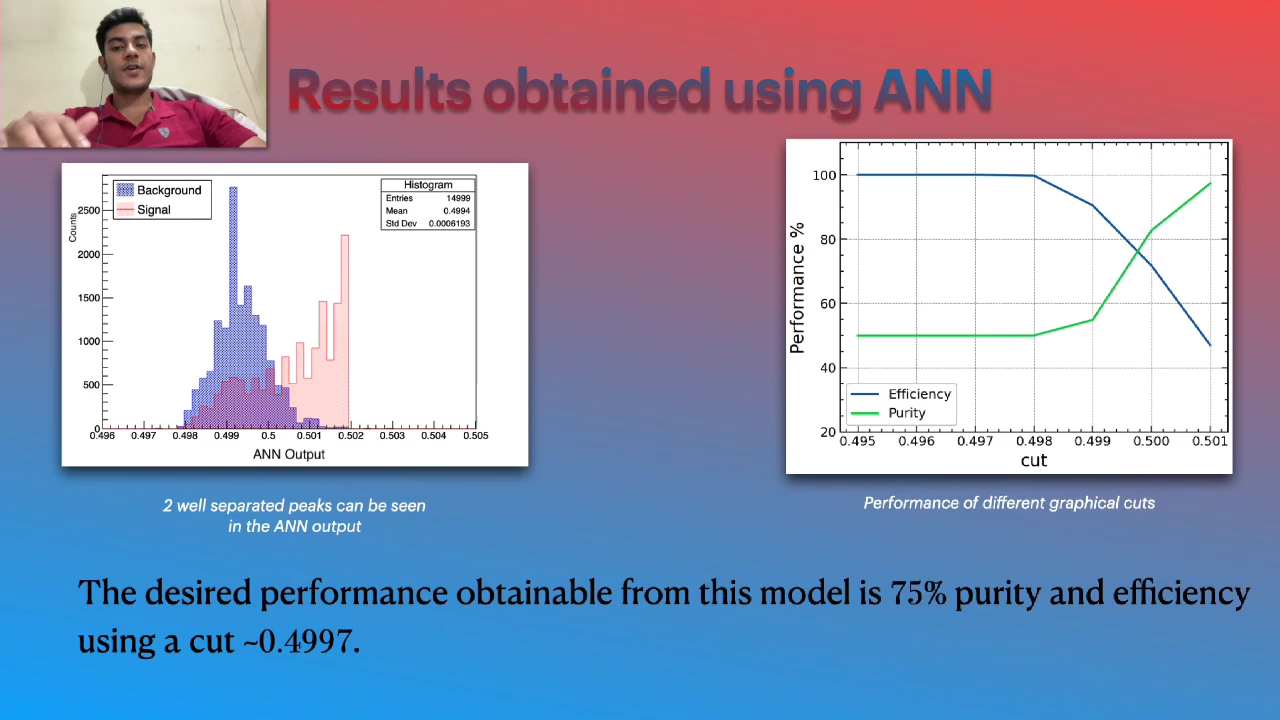 Results obtained using ANN
Background
Signal
Histogram
Entries 14999
Mean 0.4994
Std Dev 0.0006193
Counts
2500
2000
1500
1000
500
0
0.496 0.497 0.498 0.499 0.5 0.501 0.502 0.503 0.504 0.505
ANN Output
2 well separated peaks can be seen
in the ANN output
Performance %
100
80
60
40
20
Efficiency
Purity
0.495 0.496 0.497 0.498 0.499 0.500 0.501
cut
Performance of different graphical cuts
The desired performance obtainable from this model is 75% purity and efficiency
using a cut ~0.4997.